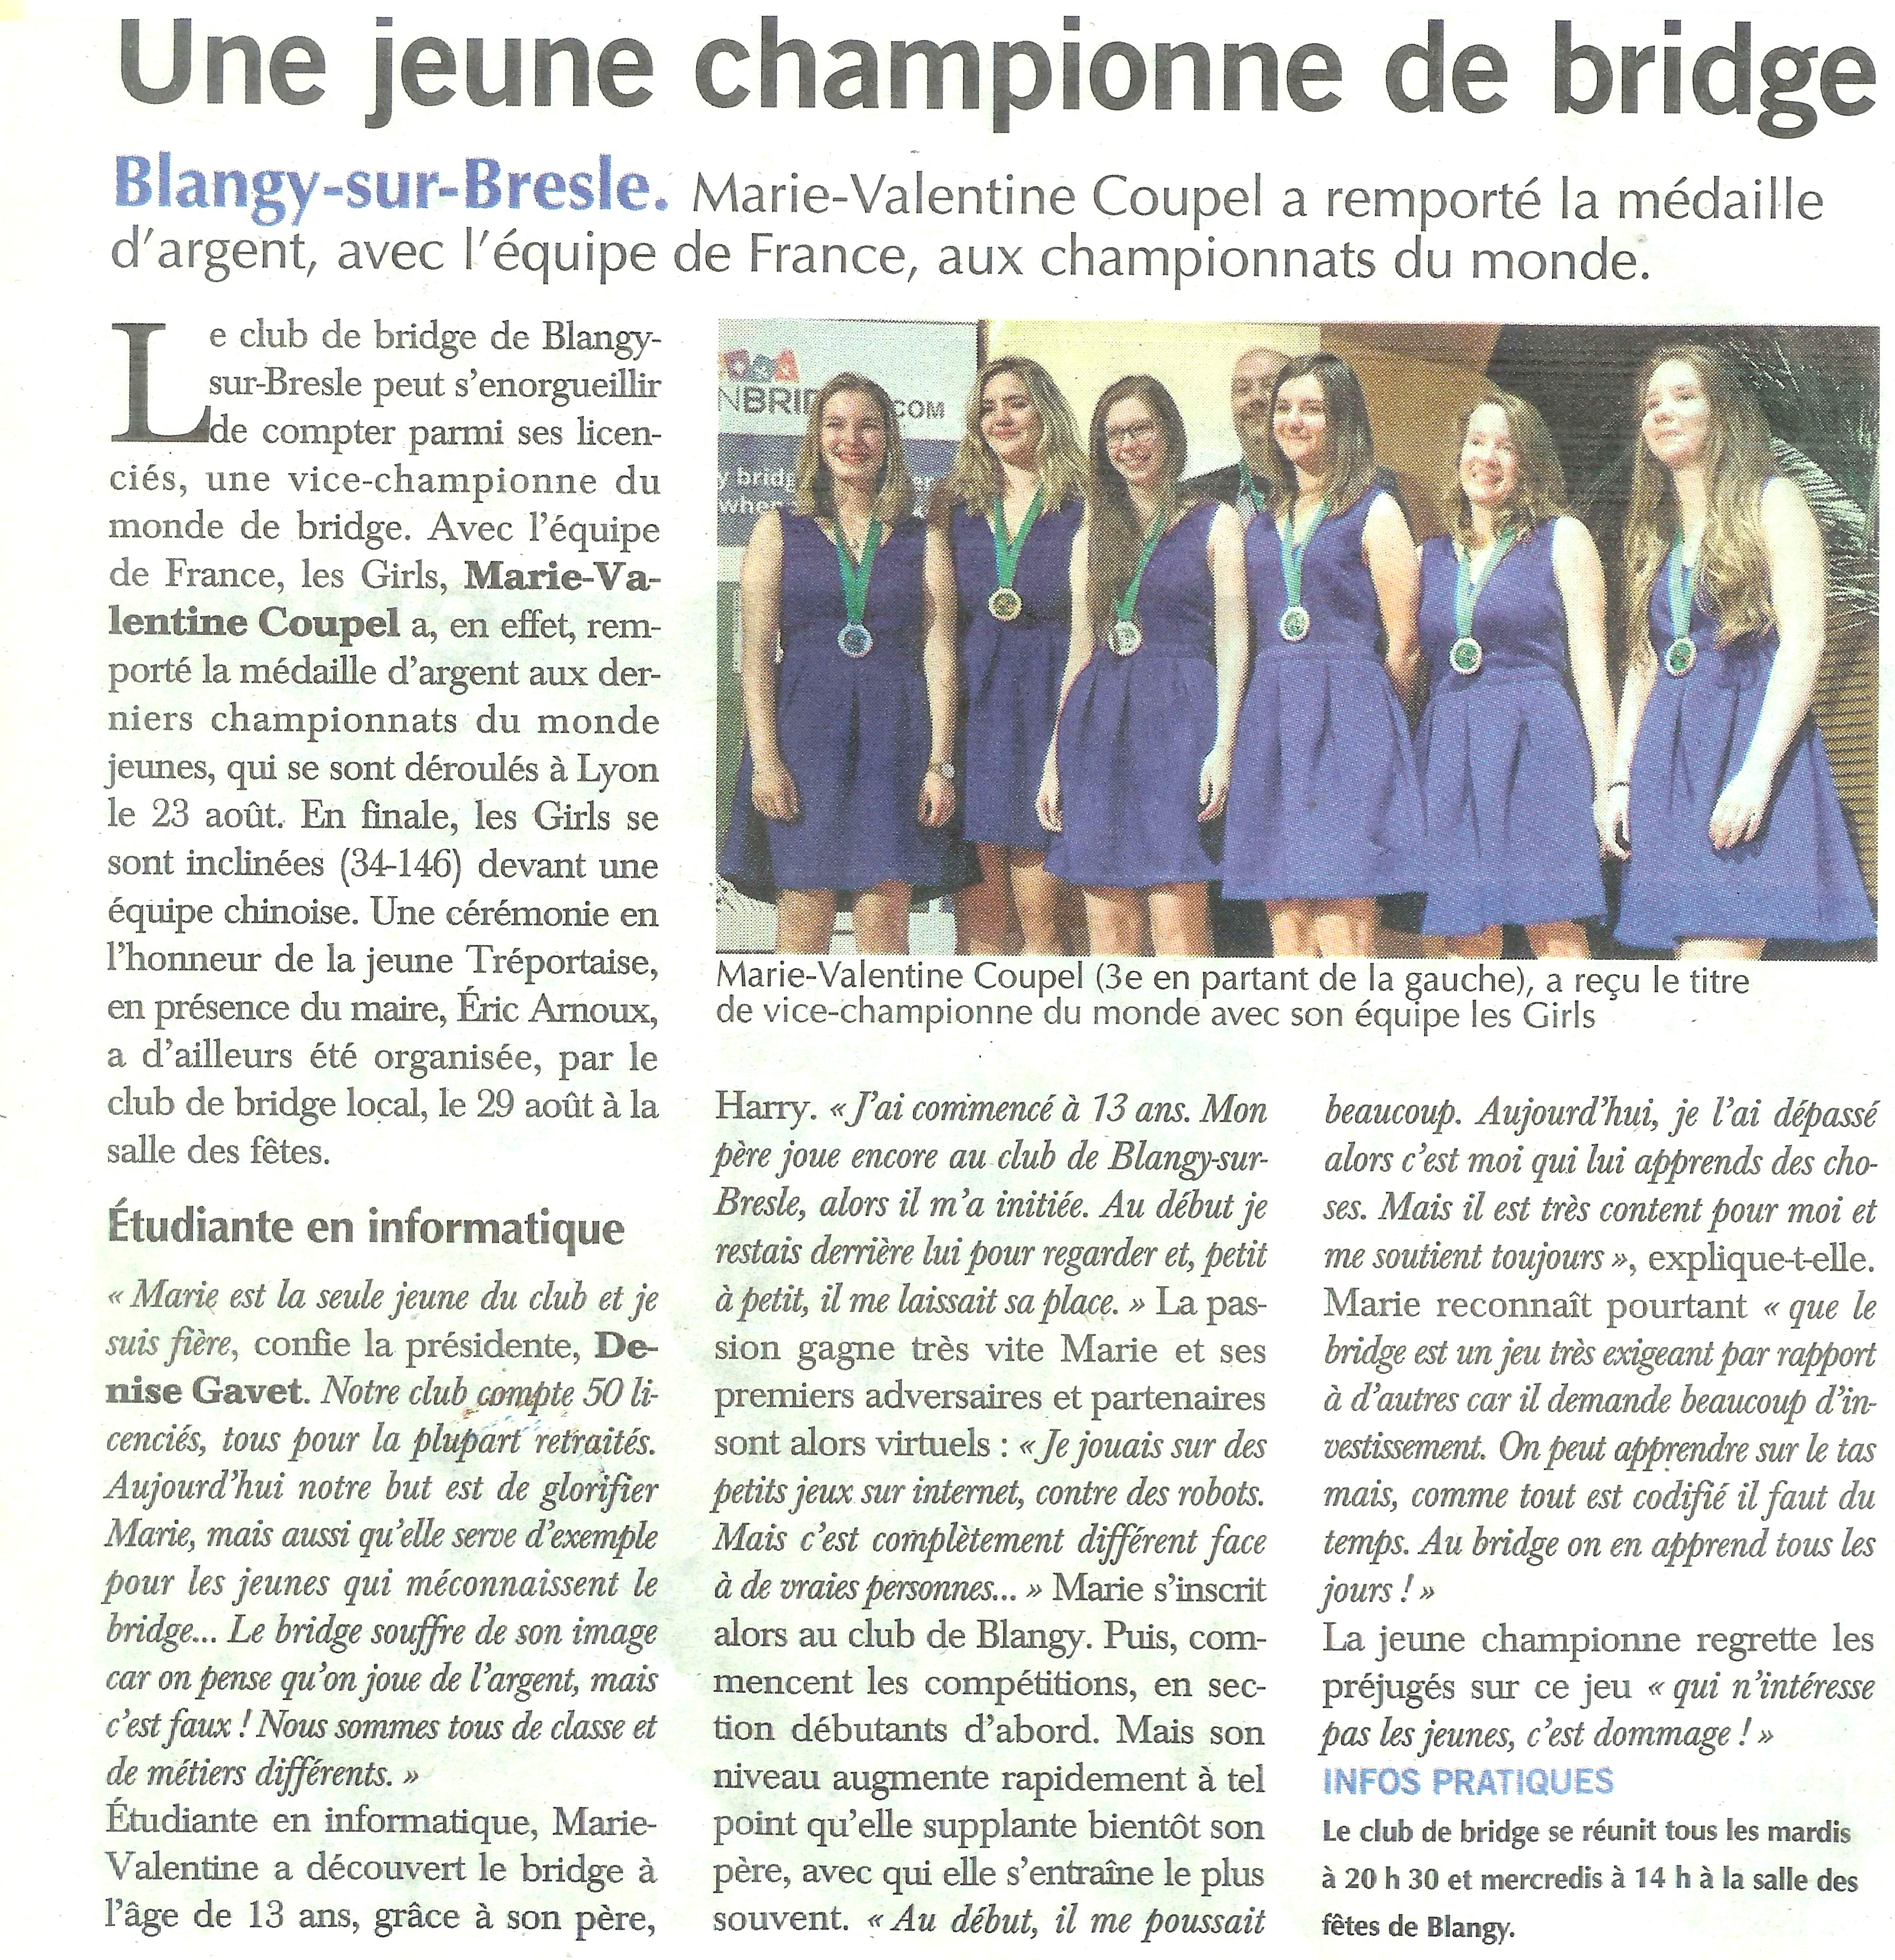 Une jeune championne de bridge
Blangy-sur-Bresle. Marie-Valentine Coupel a remporté la médaille
d'argent, avec l'équipe de France, aux championnats du monde.
Le club de bridge de Blangy-
sur-Bresle peut s'enorgueillir
de compter parmi ses licen-
ciés, une vice-championne du
monde de bridge. Avec l'équipe
de France, les Girls, Marie-Va-
lentine Coupel a, en effet, rem-
porté la médaille d'argent aux der-
niers championnats du monde
jeunes, qui se sont déroulés à Lyon
le 23 août. En finale, les Girls se
sont inclinées (34-146) devant une
équipe chinoise. Une cérémonie en
l'honneur de la jeune Tréportaise,
en présence du maire, Éric Arnoux,
a d'ailleurs été organisée, par le
club de bridge local, le 29 août à la
salle des fêtes.
Étudiante en informatique
« Marie est la seule jeune du club et je
suis fière, confie la présidente, De-
nise Gavet. Notre club compte 50 li-
cenciés, tous pour la plupart retraités.
Aujourd'hui notre but est de glorifier
Marie, mais aussi qu'elle serve d'exemple
pour les jeunes qui méconnaissent le
bridge... Le bridge souffre de son image
car on pense qu'on joue de l'argent, mais
c'est faux ! Nous sommes tous de classe et
de métiers différents. »
Étudiante en informatique, Marie-
Valentine a découvert le bridge à
l'âge de 13 ans, grâce à son père,
COM
Marie-Valentine Coupel (3e en partant de la gauche), a reçu le titre
de vice-championne du monde avec son équipe les Girls
Harry. « J'ai commencé à 13 ans. Mon
père joue encore au club de Blangy-sur-
Bresle, alors il m'a initiée. Au début je
restais derrière lui pour regarder et, petit
à petit, il me laissait sa place. » La pas-
sion gagne très vite Marie et ses
premiers adversaires et partenaires
sont alors virtuels : « Je jouais sur des
petits jeux sur internet, contre des robots.
Mais c'est complètement différent face
à de vraies personnes... » Marie s'inscrit
alors au club de Blangy. Puis, com-
mencent les compétitions, en sec-
tion débutants d'abord. Mais son
niveau augmente rapidement à tel
point qu'elle supplante bientôt son
père, avec qui elle s'entraîne le plus
souvent. « Au début, il me poussait
beaucoup. Aujourd'hui, je l'ai dépassé
alors c'est moi qui lui apprends des cho-
ses. Mais il est très content pour moi et
me soutient toujours », explique-t-elle.
Marie reconnaît pourtant « que le
bridge est un jeu très exigeant par rapport
à d'autres car il demande beaucoup d'in-
vestissement. On peut apprendre sur le tas
mais, comme tout est codifié il faut du
temps. Au bridge on en apprend tous les
jours ! »
La jeune championne regrette les
préjugés sur ce jeu « qui n'intéresse
pas les jeunes, c'est dommage ! »
INFOS PRATIQUES
Le club de bridge se réunit tous les mardis
à 20 h 30 et mercredis à 14 h à la salle des
fêtes de Blangy.